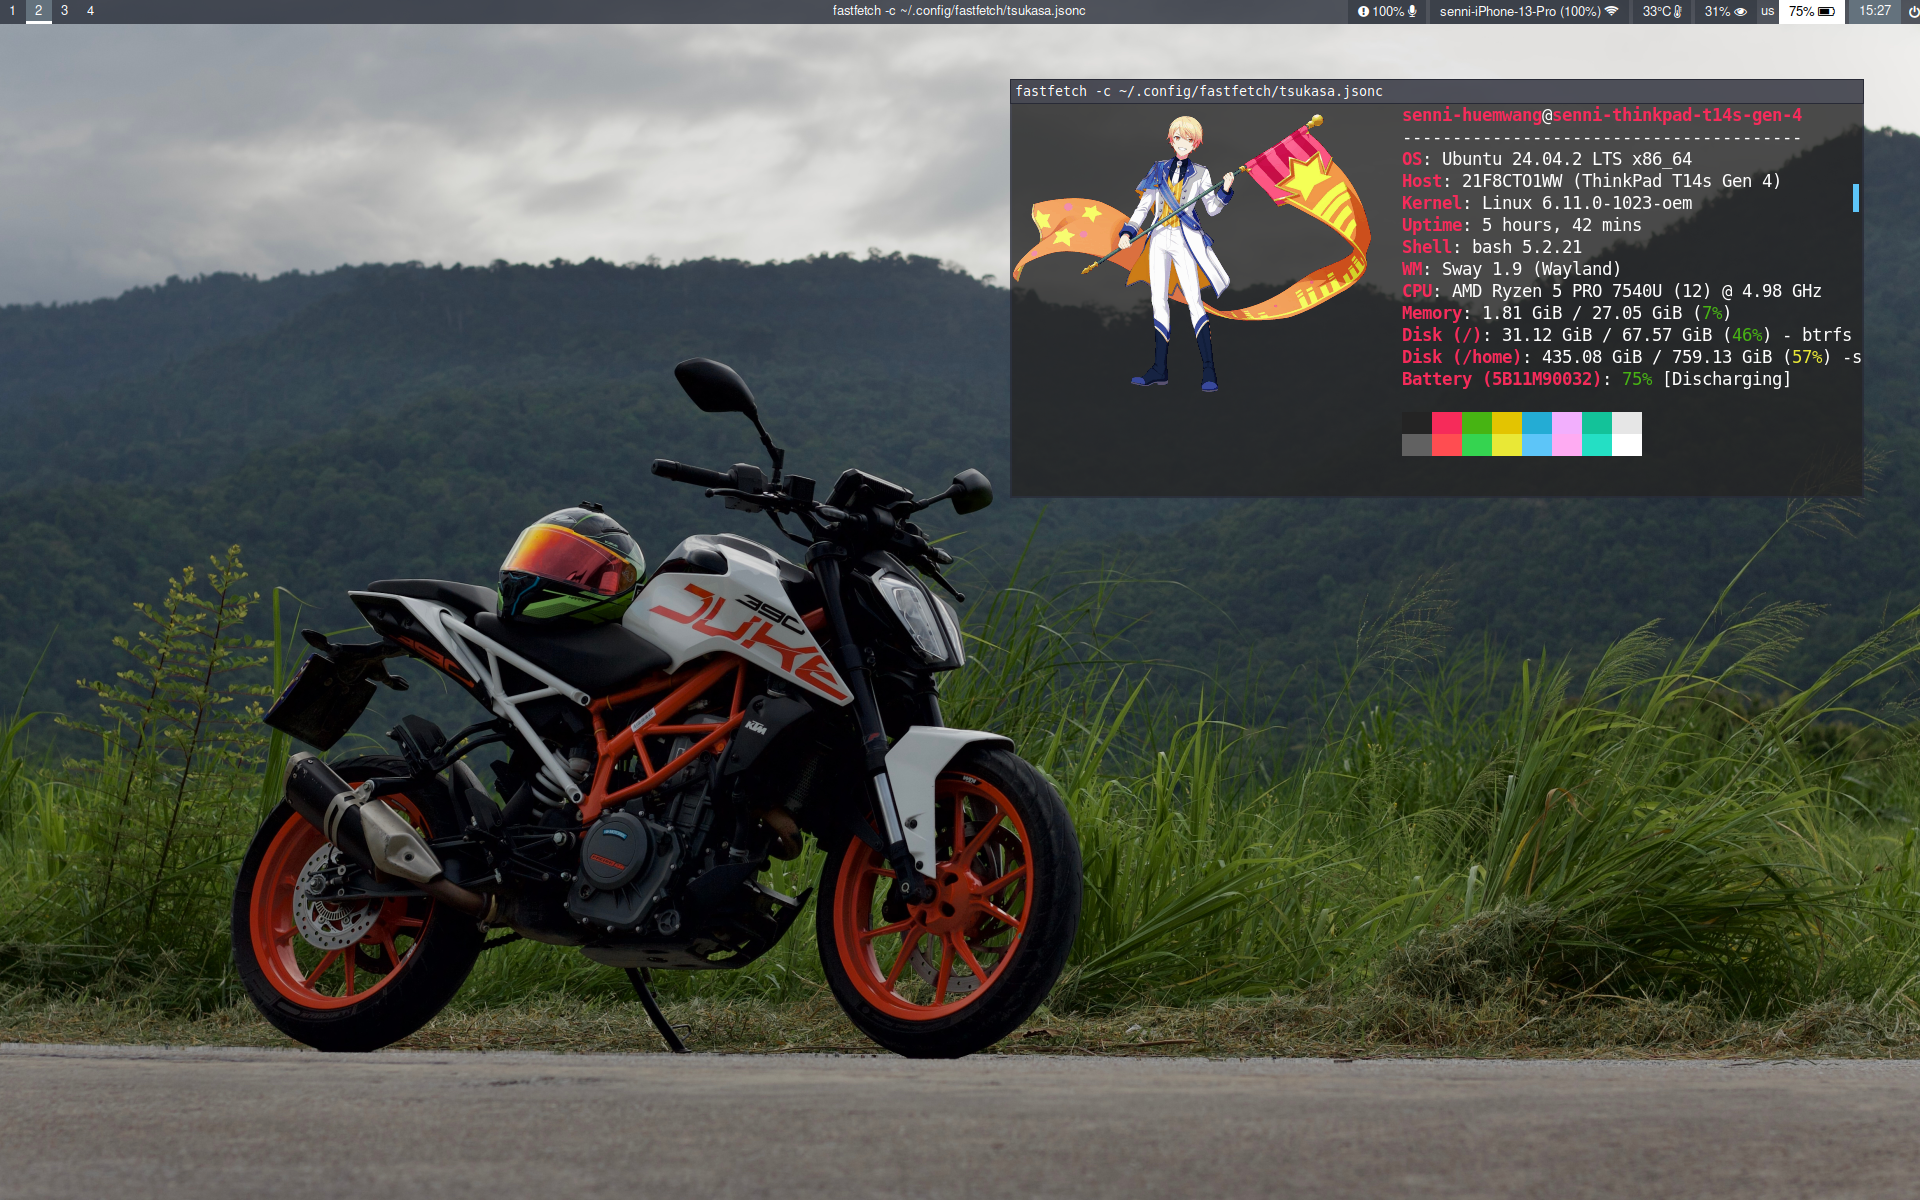 1 2 3 4
fastfetch -c ~/.config/fastfetch/tsukasa.jsonc
100% senni-iPhone-13-Pro (100%) 33°C 31% us 75% 15:27
fastfetch -c ~/.config/fastfetch/tsukasa.jsonc
senni-huemwang@senni-thinkpad-t14s-gen-4
----------------------------------------
OS: Ubuntu 24.04.2 LTS x86_64
Host: 21F8CTO1WW (ThinkPad T14s Gen 4)
Kernel: Linux 6.11.0-1023-oem
Uptime: 5 hours, 42 mins
Shell: bash 5.2.21
WM: Sway 1.9 (Wayland)
CPU: AMD Ryzen 5 PRO 7540U (12) @ 4.98 GHz
Memory: 1.81 GiB / 27.05 GiB (7%)
Disk (/): 31.12 GiB / 67.57 GiB (46%) - btrfs
Disk (/home): 435.08 GiB / 759.13 GiB (57%) -s
Battery (5B11M90032): 75% [Discharging]
390
DUKE
390
KTM